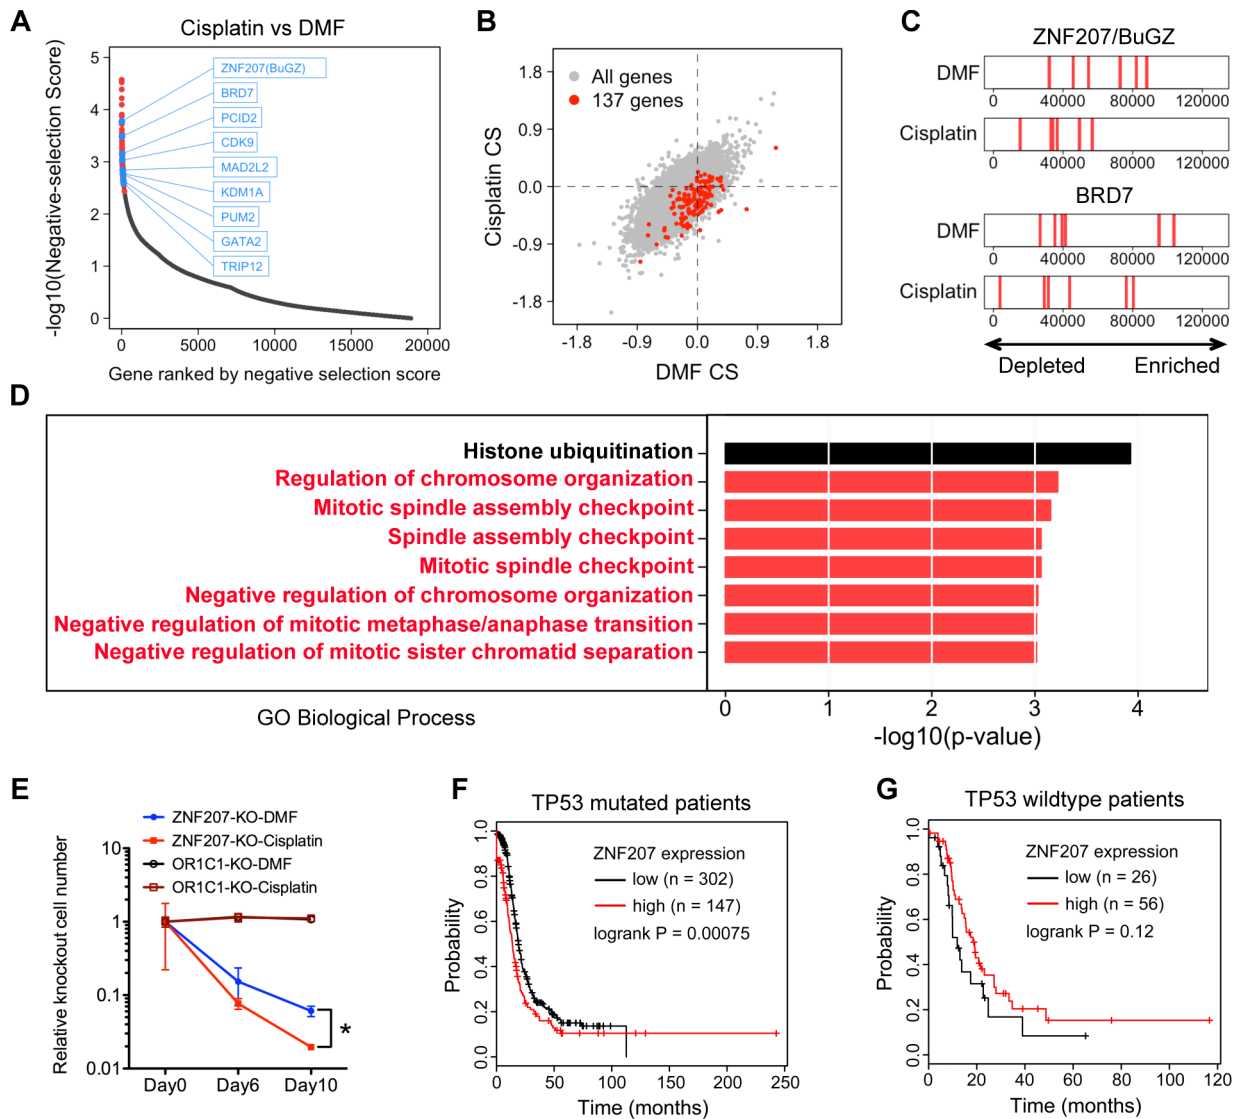 A
Cisplatin vs DMF
-log10(Negative-selection Score)
5
4
3
2
1
0
ZNF207(BuGZ)
BRD7
PCID2
CDK9
MAD2L2
KDM1A
PUM2
GATA2
TRIP12
0 5000 10000 15000 20000
Gene ranked by negative selection score
B
Cisplatin CS
1.8
0.9
0.0
-0.9
-1.8
All genes
137 genes
-1.8 -0.9 0.0 0.9 1.8
DMF CS
C
ZNF207/BuGZ
DMF
0 40000 80000 120000
Cisplatin
0 40000 80000 120000
BRD7
DMF
0 40000 80000 120000
Cisplatin
0 40000 80000 120000
Depleted Enriched
D
Histone ubiquitination
Regulation of chromosome organization
Mitotic spindle assembly checkpoint
Spindle assembly checkpoint
Mitotic spindle checkpoint
Negative regulation of chromosome organization
Negative regulation of mitotic metaphase/anaphase transition
Negative regulation of mitotic sister chromatid separation
GO Biological Process
0 1 2 3 4
-log10(p-value)
E
ZNF207-KO-DMF
ZNF207-KO-Cisplatin
OR1C1-KO-DMF
OR1C1-KO-Cisplatin
Relative knockout cell number
10
1
0.1
0.01
*
Day0 Day6 Day10
F
TP53 mutated patients
Probability
1.0
0.8
0.6
0.4
0.2
0.0
ZNF207 expression
low (n = 302)
high (n = 147)
logrank P = 0.00075
0 50 100 150 200 250
Time (months)
G
TP53 wildtype patients
Probability
1.0
0.8
0.6
0.4
0.2
0.0
ZNF207 expression
low (n = 26)
high (n = 56)
logrank P = 0.12
0 20 40 60 80 100 120
Time (months)